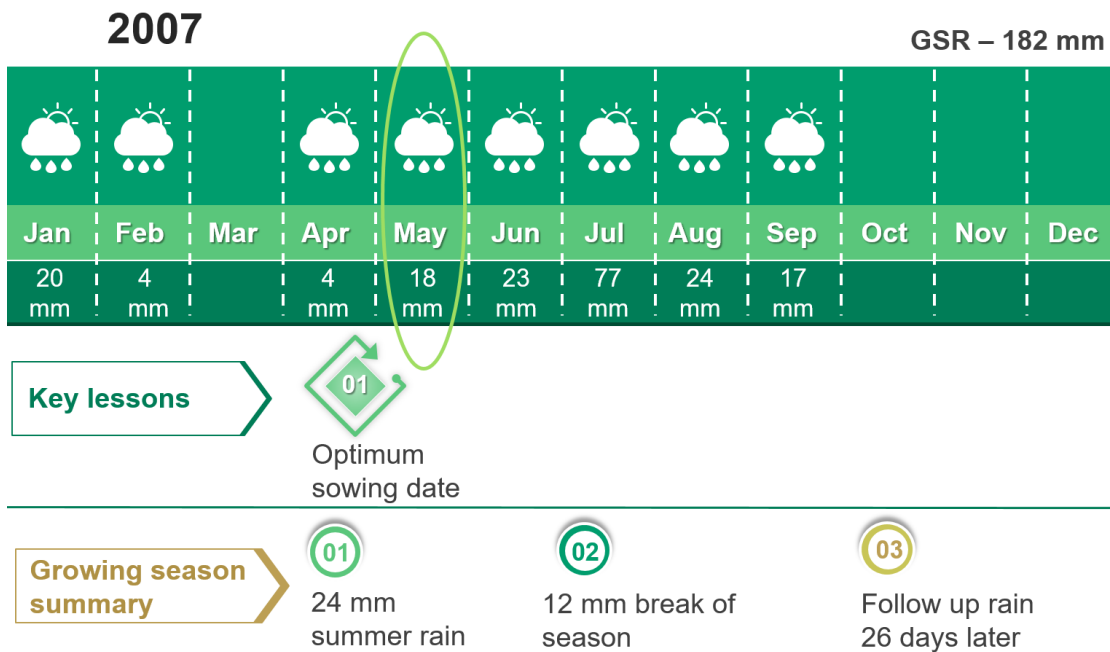 2007
GSR – 182 mm
Jan Feb Mar Apr May Jun Jul Aug Sep Oct Nov Dec
20 4 4 18 23 77 24 17
mm mm mm mm mm mm mm mm
Key lessons
01
Optimum
sowing date
Growing season
summary
01
24 mm
summer rain
02
12 mm break of
season
03
Follow up rain
26 days later